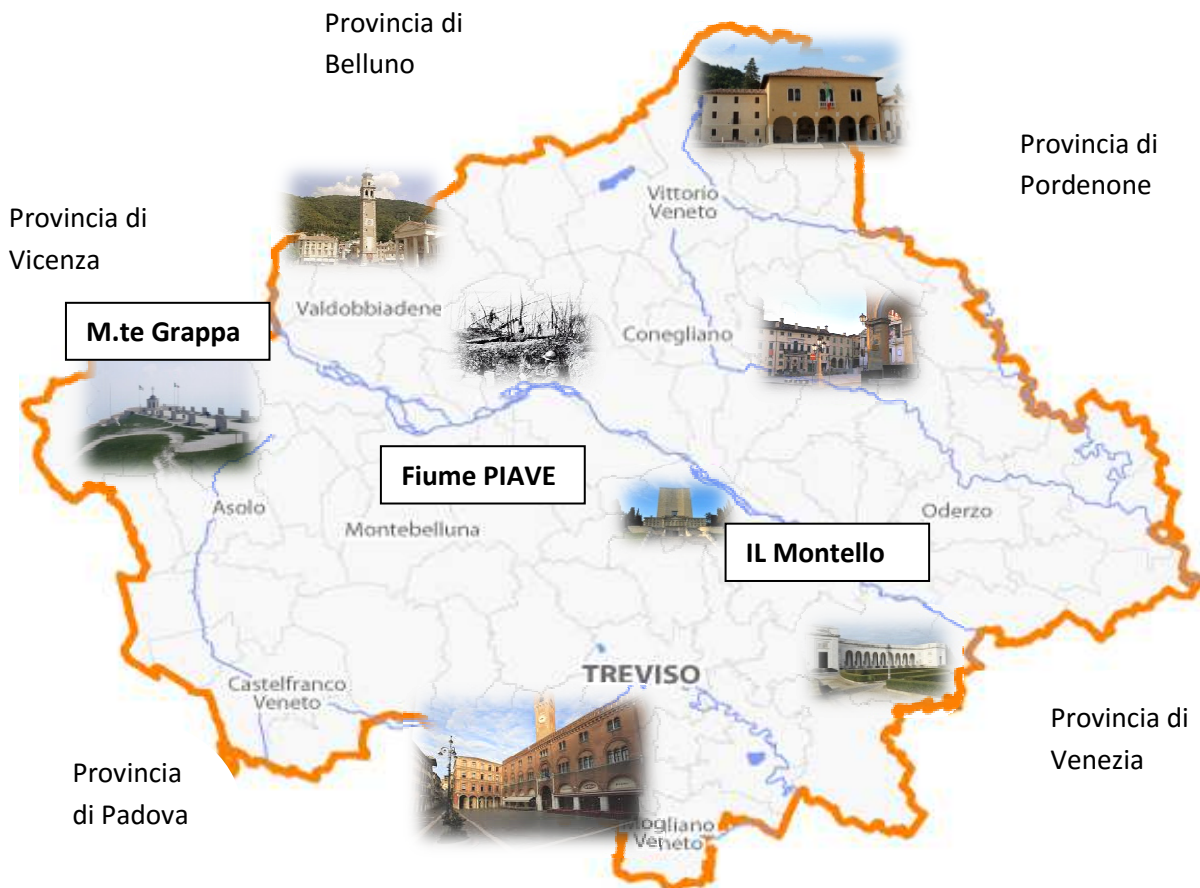 Provincia di
Belluno
Provincia di
Pordenone
Vittorio
Veneto
Provincia di
Vicenza
Valdobbiadene
M.te Grappa
Conegliano
Fiume PIAVE
Asolo
Montebelluna
Oderzo
IL Montello
TREVISO
Castelfranco
Veneto
Provincia di
Venezia
Provincia
di Padova
Mogliano
Veneto